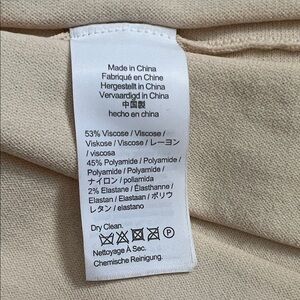 Made in China
Fabriqué en Chine
Hergestellt in China
Vervaardigd in China
中国製
hecho en china
53% Viscose / Viscose /
Viskose / Viscose / レーヨン
/ viscosa
45% Polyamide / Polyamide /
Polyamide / Polyamide /
ナイロン / poliamida
2% Elastane / Élasthanne /
Elastan / Elastaan / ポリウ
レタン / elastano
Dry Clean.
P
Nettoyage À Sec.
Chemische Reinigung.